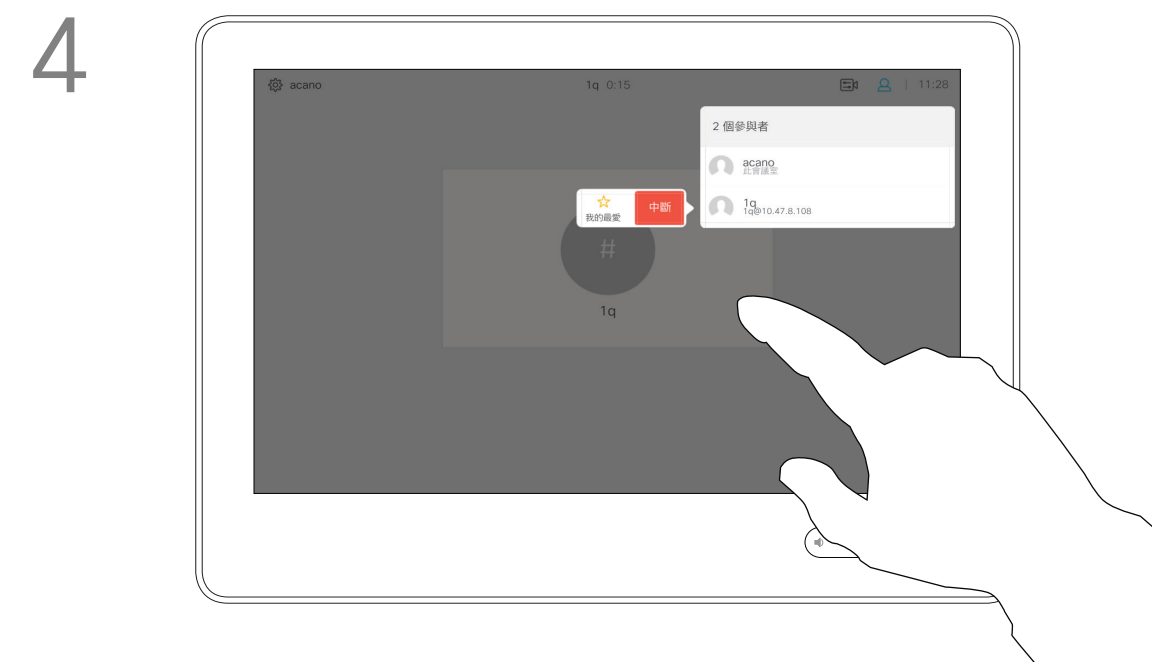 4
acano
1q 0:15
11:28
2 個參與者
acano
此會議室
我的最愛
中斷
1q
1q@10.47.8.108
#
1q